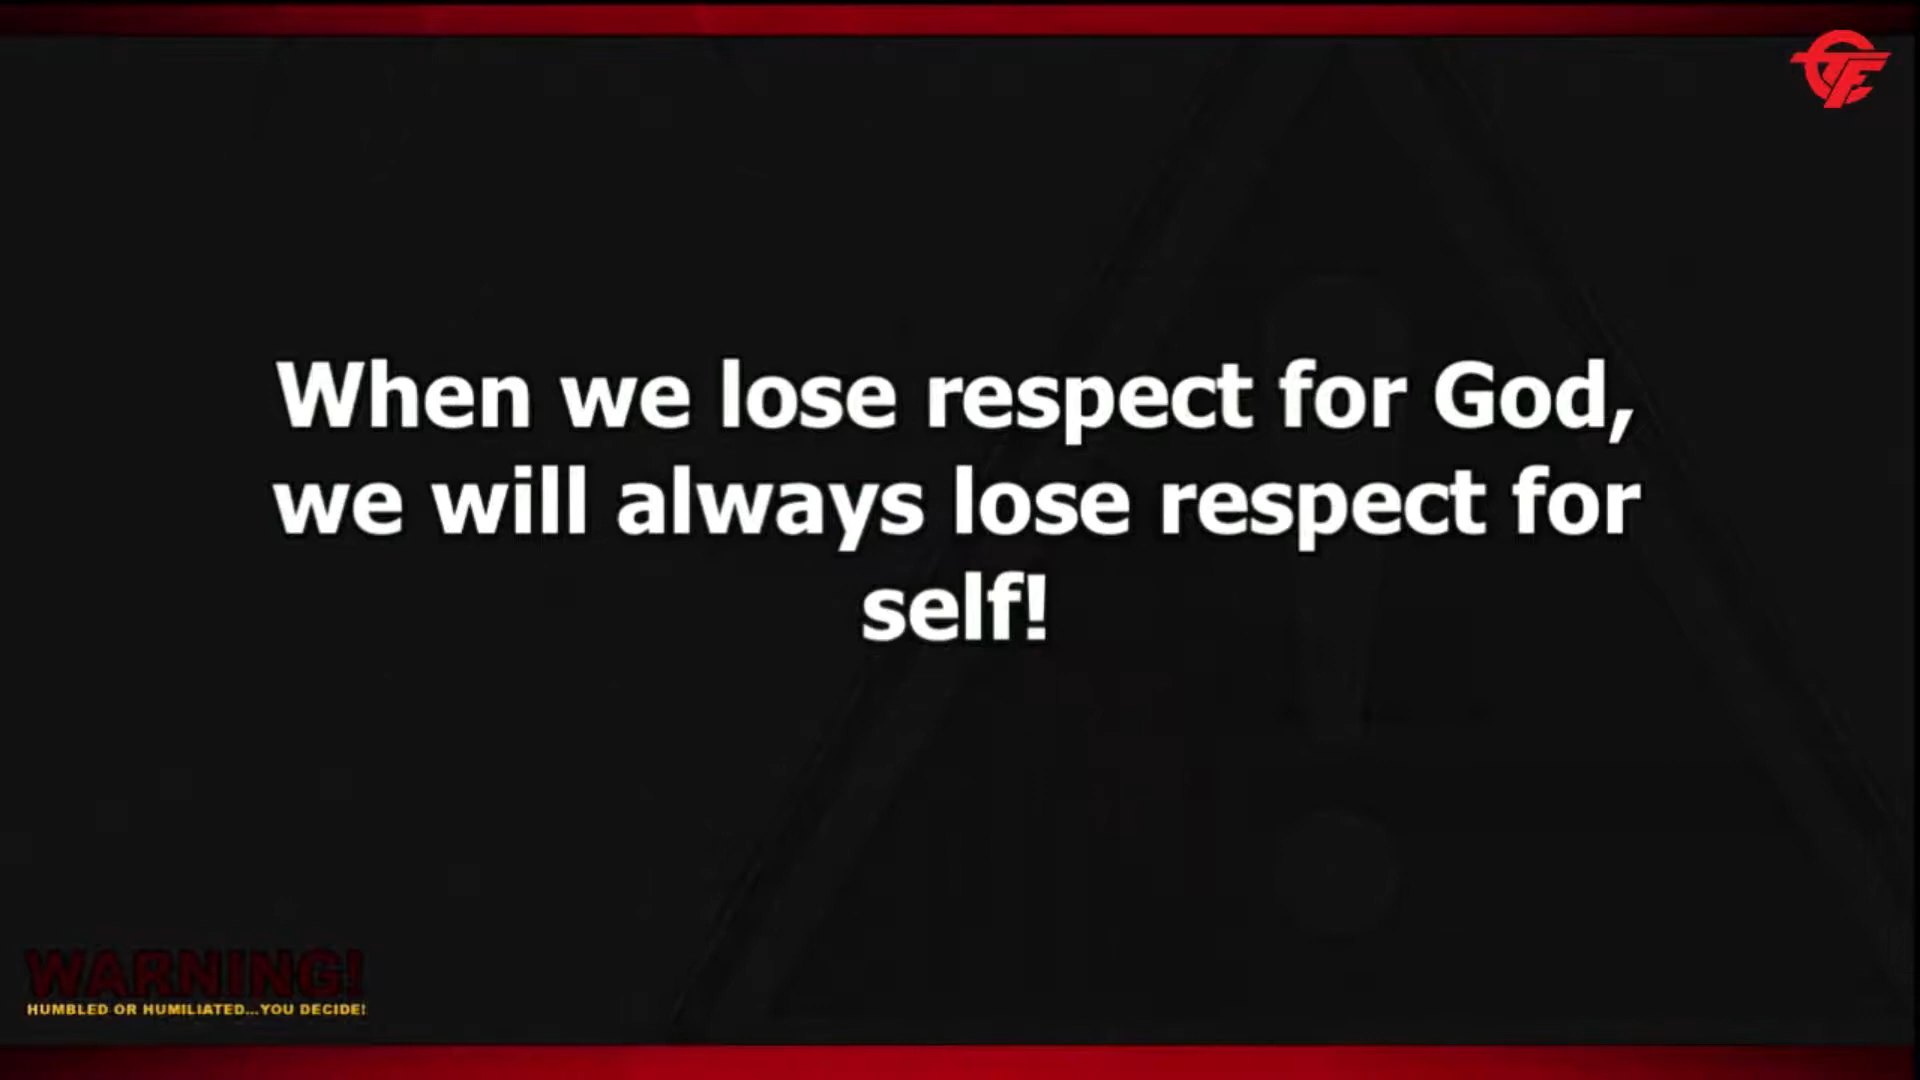 When we lose respect for God,
we will always lose respect for
self!
WARNING!
HUMBLED OR HUMILIATED...YOU DECIDE!